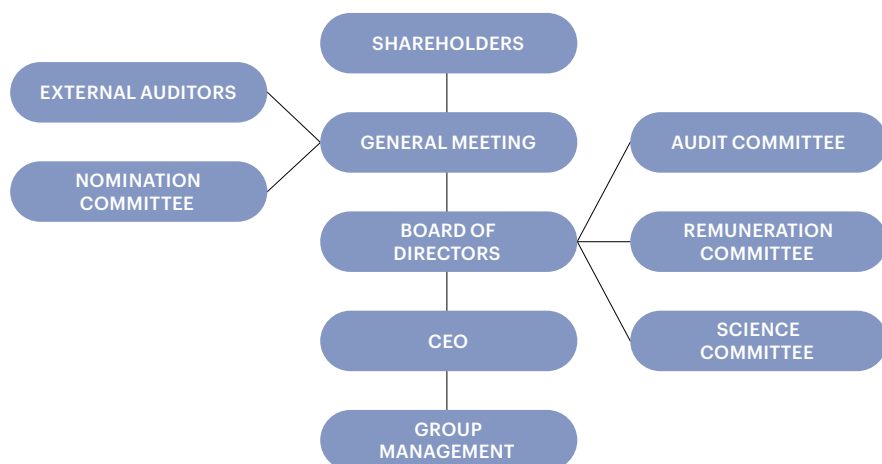 SHAREHOLDERS
EXTERNAL AUDITORS
GENERAL MEETING
AUDIT COMMITTEE
NOMINATION
COMMITTEE
BOARD OF
DIRECTORS
REMUNERATION
COMMITTEE
CEO
SCIENCE
COMMITTEE
GROUP
MANAGEMENT